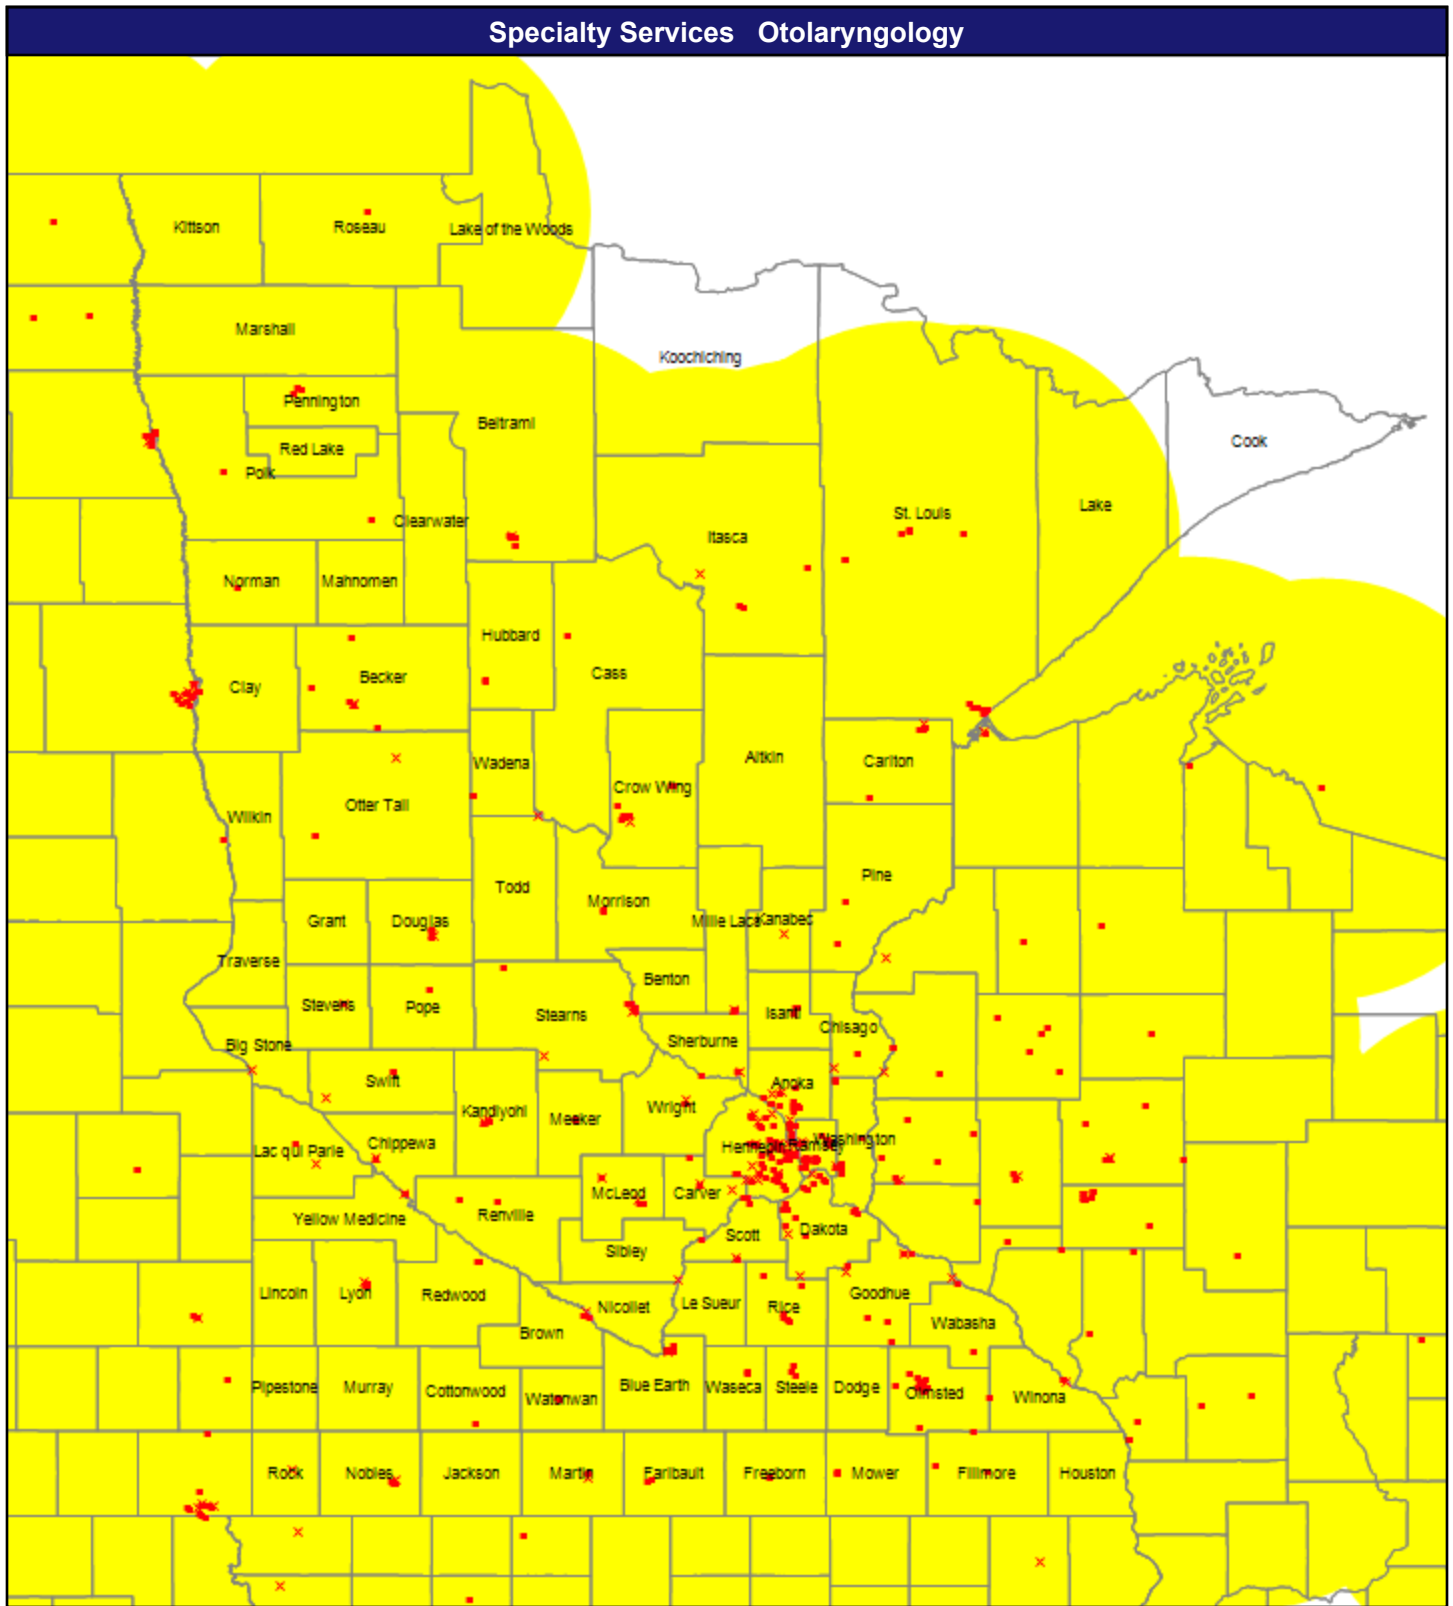 Specialty Services Otolaryngology
Kittson
Roseau
Lake of the Woods
Marshall
Koochiching
Pennington
Beltrami
Cook
Red Lake
Polk
Lake
St. Louis
Clearwater
Itasca
Norman
Mahnomen
Hubbard
Cass
Becker
Clay
Aitkin
Carlton
Wadena
Crow Wing
Otter Tail
Wilkin
Pine
Todd
Morrison
Grant
Douglas
Mille Lacs
Kanabec
Traverse
Benton
Stevens
Pope
Stearns
Isanti
Chisago
Sherburne
Big Stone
Swift
Anoka
Kandiyohi
Meeker
Wright
Lac qui Parle
Chippewa
Hennepin
Ramsey
Washington
McLeod
Carver
Yellow Medicine
Renville
Dakota
Scott
Sibley
Lincoln
Lyon
Redwood
Nicollet
Le Sueur
Rice
Goodhue
Wabasha
Brown
Pipestone
Murray
Cottonwood
Watonwan
Blue Earth
Waseca
Steele
Dodge
Olmsted
Winona
Rock
Nobles
Jackson
Martin
Faribault
Freeborn
Mower
Fillmore
Houston